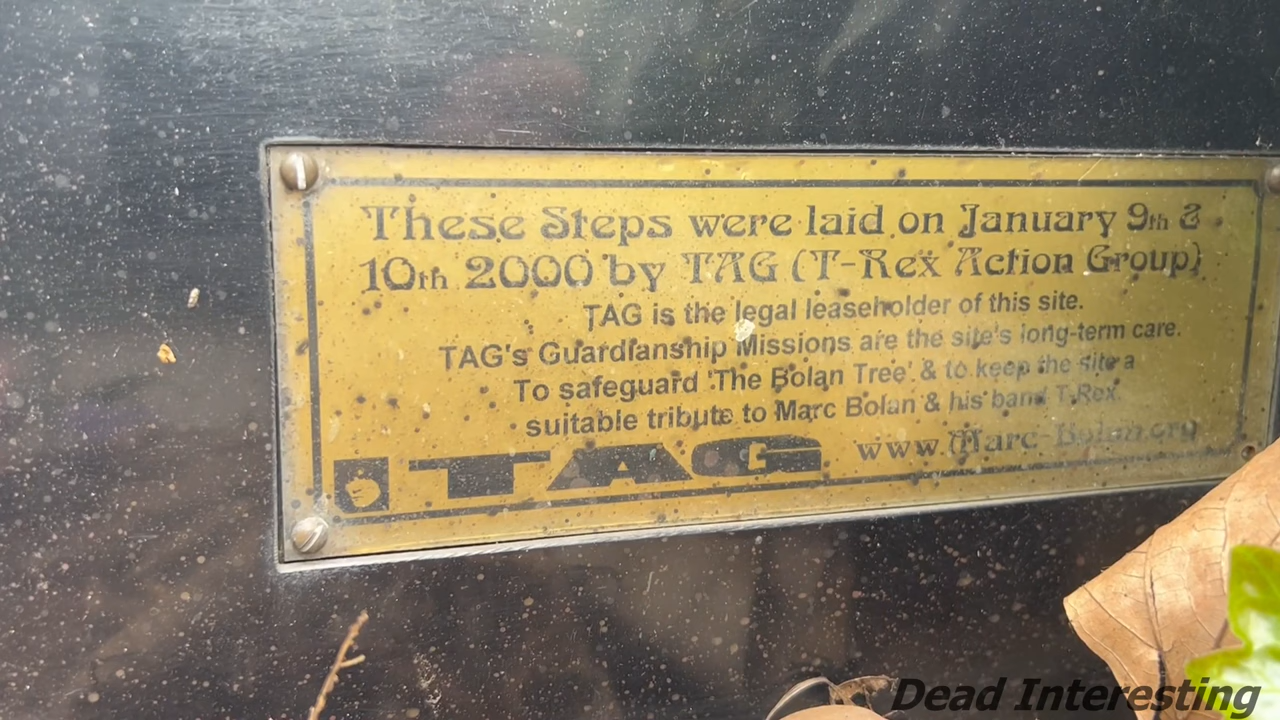 These Steps were laid on January 9th &
10th 2000 by TAG (T-Rex Action Group)
TAG is the legal leaseholder of this site.
TAG's Guardianship Missions are the site's long-term care.
To safeguard 'The Bolan Tree' & to keep the site a
suitable tribute to Marc Bolan & his band T.Rex.
TAG www.Marc-Bolan.org
Dead Interesting